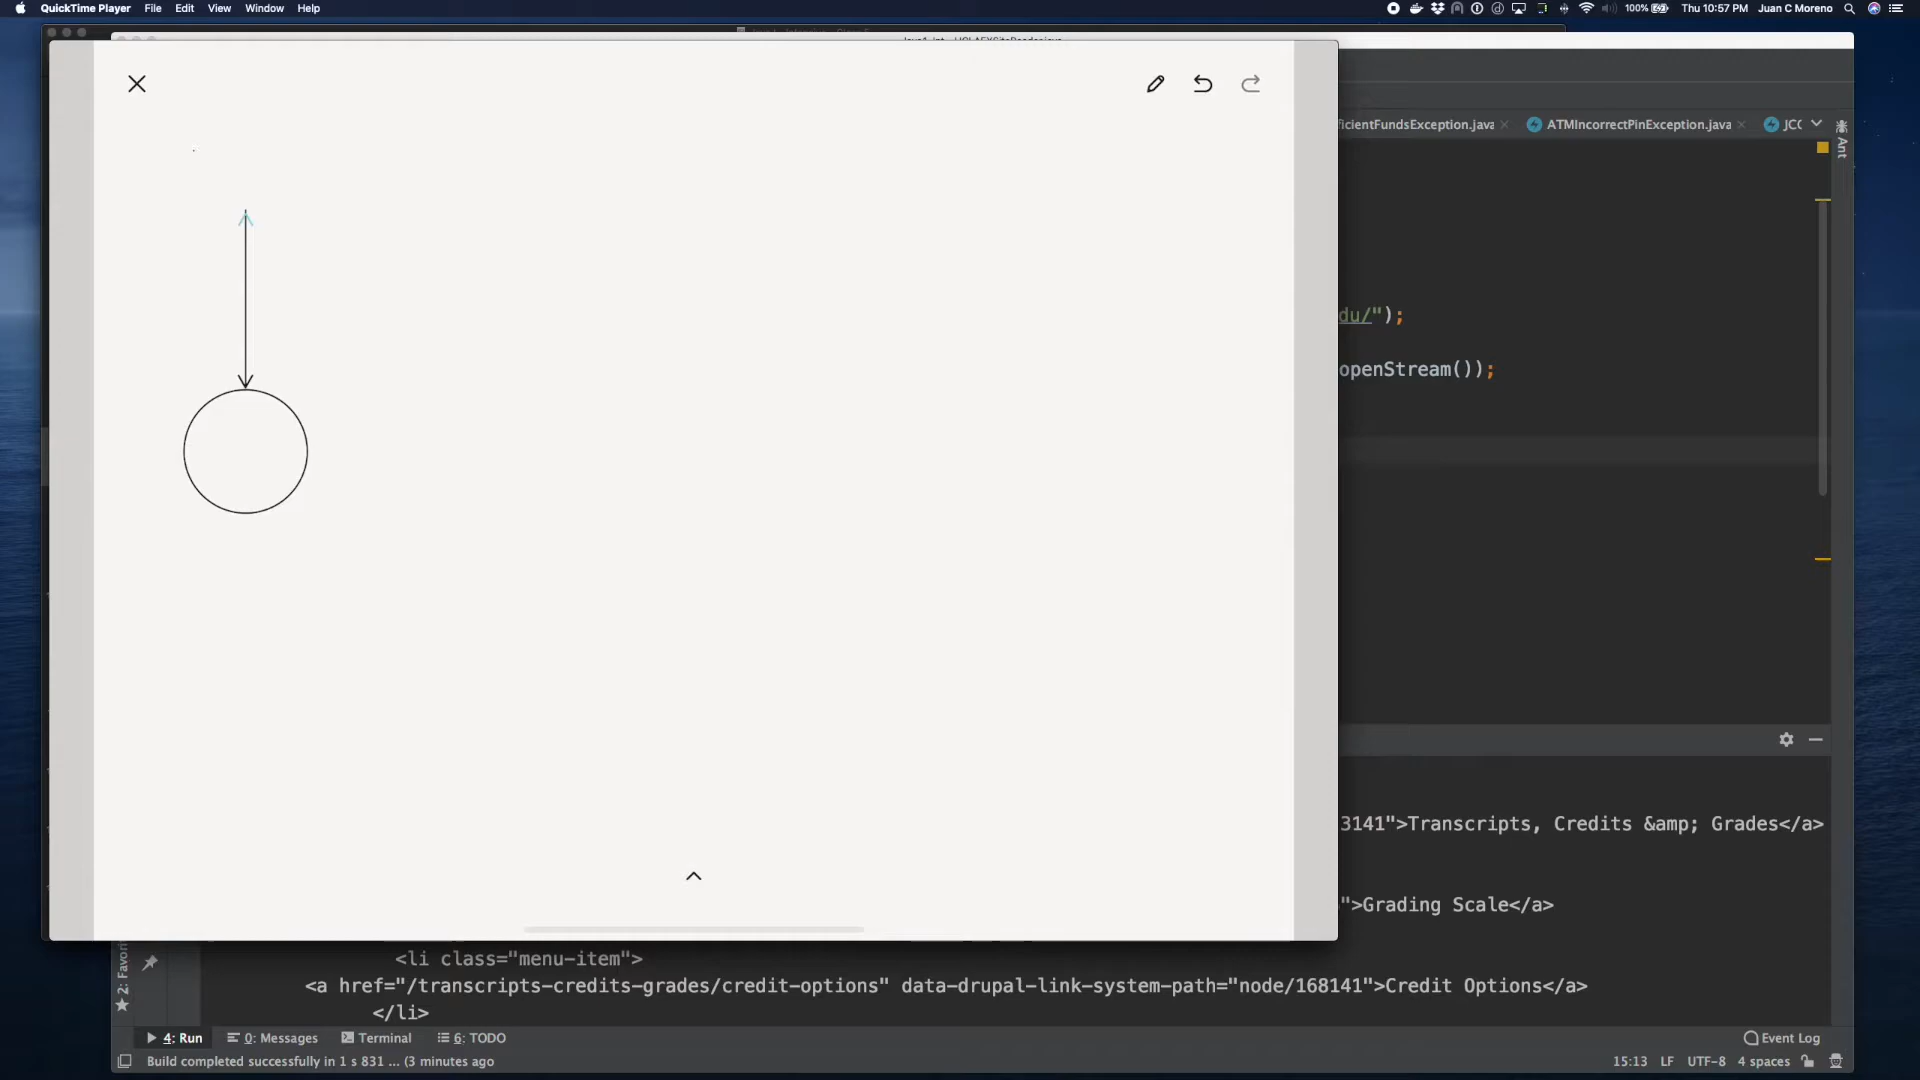 QuickTime Player File Edit View Window Help
100% Thu 10:57 PM Juan C Moreno
ficientFundsException.java ATMIncorrectPinException.java JCC
Ant
du/");
openStream());
3141">Transcripts, Credits &amp; Grades</a>
">Grading Scale</a>
<li class="menu-item">
<a href="/transcripts-credits-grades/credit-options" data-drupal-link-system-path="node/168141">Credit Options</a>
</li>
2: Favori
4: Run 0: Messages Terminal 6: TODO Event Log
Build completed successfully in 1 s 831 ... (3 minutes ago 15:13 LF UTF-8 4 spaces